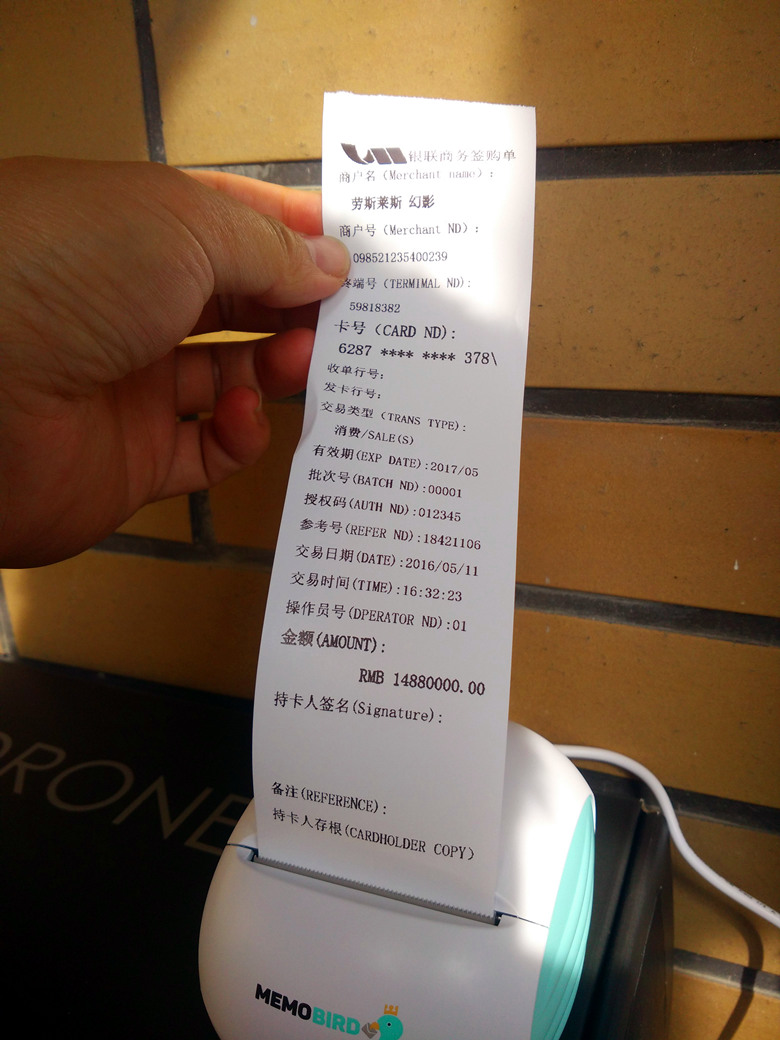 银联商务签购单
商户名（Merchant name）：
劳斯莱斯 幻影
商户号（Merchant ND）：
098521235400239
终端号（TERMIMAL ND）：
59818382
卡号（CARD ND）：
6287 **** **** 378\
收单行号：
发卡行号：
交易类型（TRANS TYPE）：
消费/SALE(S)
有效期(EXP DATE):2017/05
批次号(BATCH ND):00001
授权码(AUTH ND):012345
参考号(REFER ND):18421106
交易日期(DATE):2016/05/11
交易时间(TIME):16:32:23
操作员号(DPERATOR ND):01
金额(AMOUNT):
RMB 14880000.00
持卡人签名(Signature):
备注(REFERENCE):
持卡人存根(CARDHOLDER COPY)
DRONE
MEMOBIRD